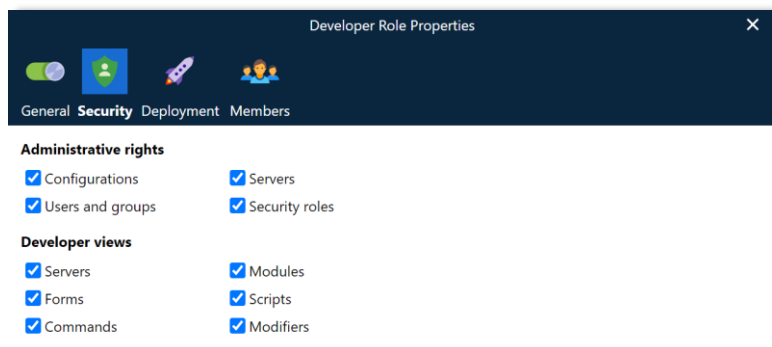 Developer Role Properties
General Security Deployment Members
Administrative rights
Configurations Servers
Users and groups Security roles
Developer views
Servers Modules
Forms Scripts
Commands Modifiers